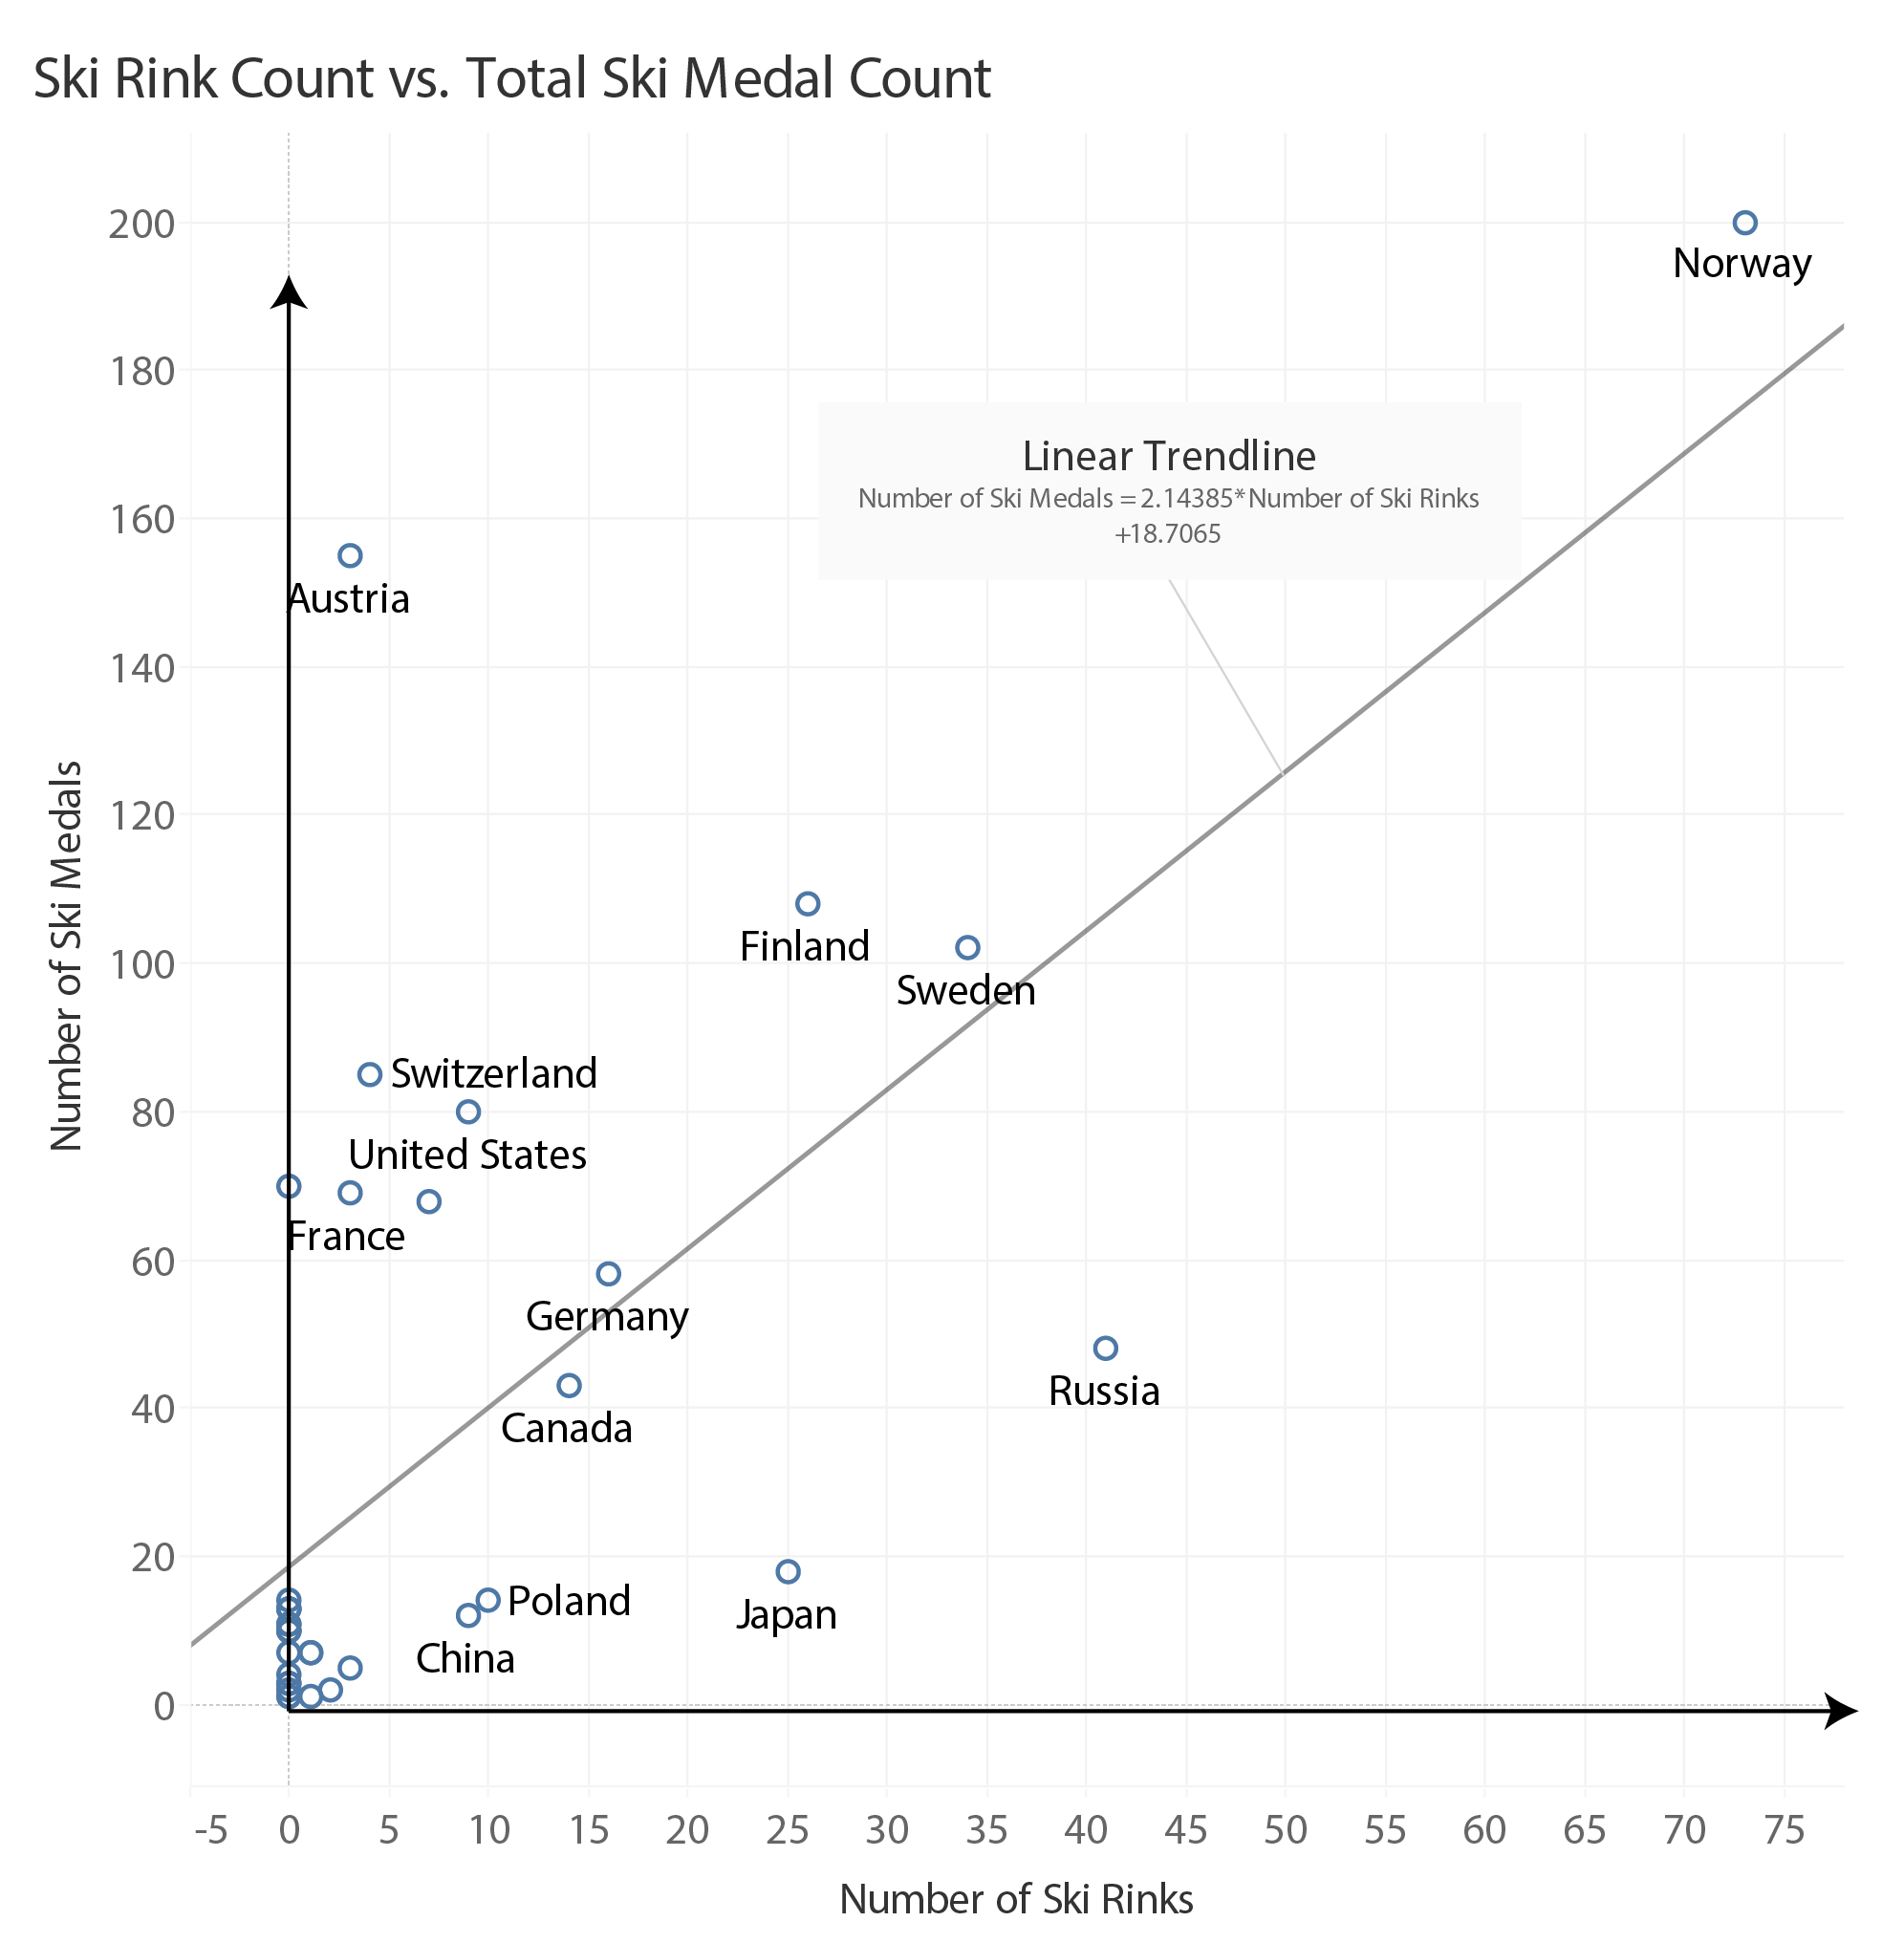 Ski Rink Count vs. Total Ski Medal Count
200
Norway
180
Linear Trendline
Number of Ski Medals = 2.14385*Number of Ski Rinks
+18.7065
160
Austria
140
120
Number of Ski Medals
Finland
100
Sweden
Switzerland
80
United States
France
60
Germany
Russia
40
Canada
20
Poland
Japan
China
0
-5 0 5 10 15 20 25 30 35 40 45 50 55 60 65 70 75
Number of Ski Rinks